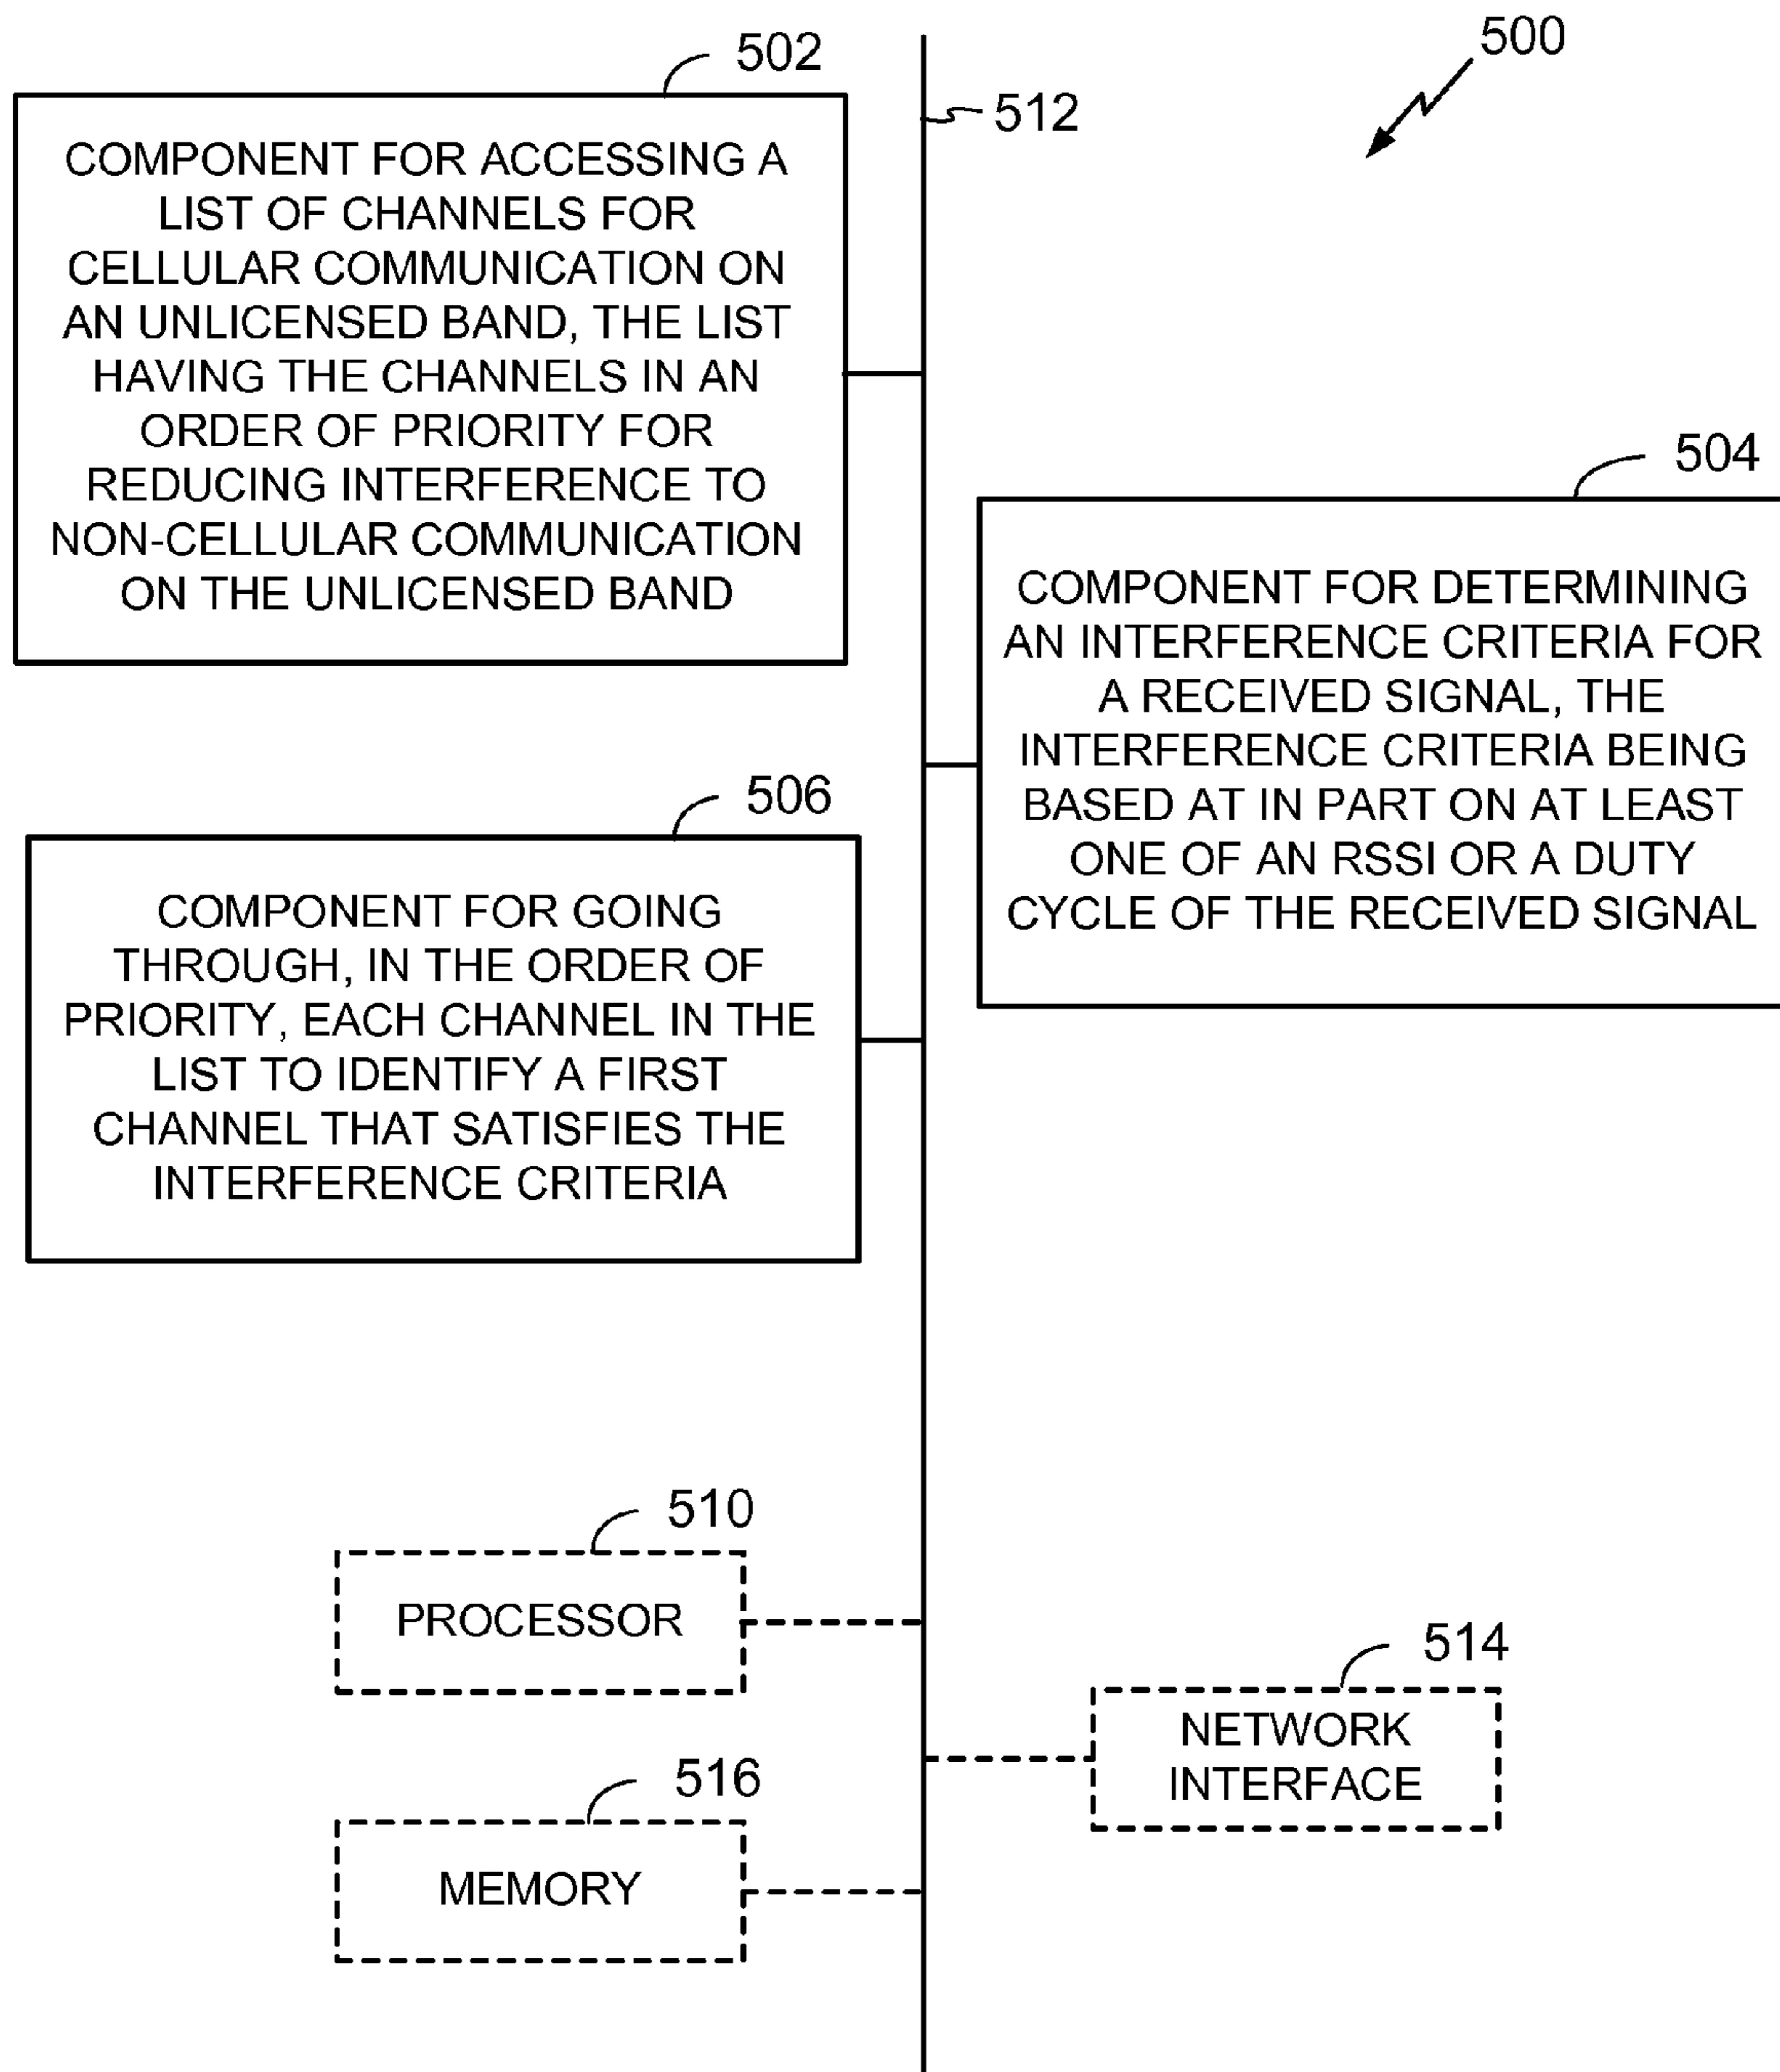 500
502
512
COMPONENT FOR ACCESSING A
LIST OF CHANNELS FOR
CELLULAR COMMUNICATION ON
AN UNLICENSED BAND, THE LIST
HAVING THE CHANNELS IN AN
ORDER OF PRIORITY FOR
REDUCING INTERFERENCE TO
NON-CELLULAR COMMUNICATION
ON THE UNLICENSED BAND
504
COMPONENT FOR DETERMINING
AN INTERFERENCE CRITERIA FOR
A RECEIVED SIGNAL, THE
INTERFERENCE CRITERIA BEING
BASED AT IN PART ON AT LEAST
ONE OF AN RSSI OR A DUTY
CYCLE OF THE RECEIVED SIGNAL
506
COMPONENT FOR GOING
THROUGH, IN THE ORDER OF
PRIORITY, EACH CHANNEL IN THE
LIST TO IDENTIFY A FIRST
CHANNEL THAT SATISFIES THE
INTERFERENCE CRITERIA
510
PROCESSOR
514
NETWORK
INTERFACE
516
MEMORY